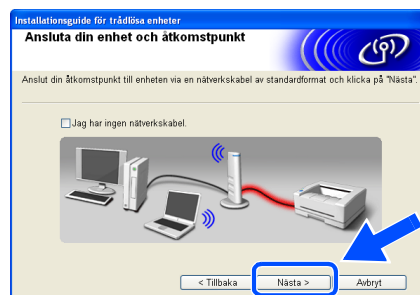 Installationsguide för trådlösa enheter
Ansluta din enhet och åtkomstpunkt
Anslut din åtkomstpunkt till enheten via en nätverkskabel av standardformat och klicka på "Nästa".
Jag har ingen nätverkskabel.
< Tillbaka
Nästa >
Avbryt